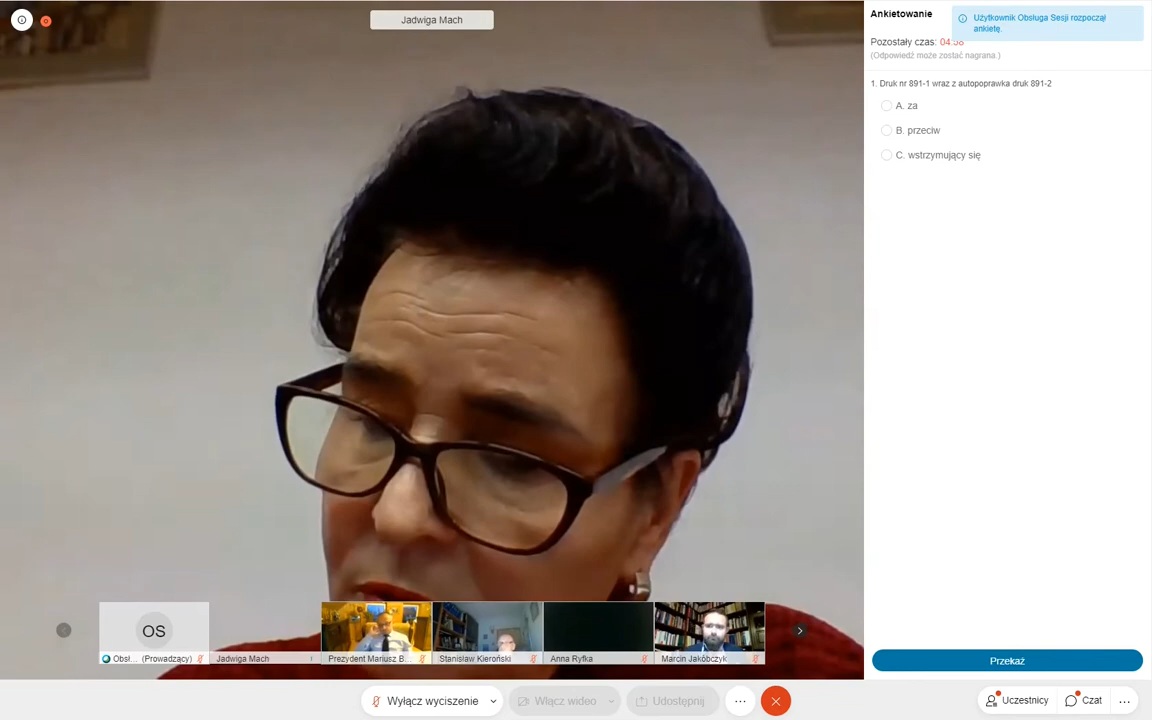 Jadwiga Mach
Ankietowanie
Użytkownik Obsługa Sesji rozpoczął
ankietę.
Pozostały czas: 04:58
(Odpowiedź może zostać nagrana.)
1. Druk nr 891-1 wraz z autopoprawka druk 891-2
A. za
B. przeciw
C. wstrzymujący się
OS
Obsł... (Prowadzący)
Jadwiga Mach
Prezydent Mariusz B...
Stanisław Kieroński
Anna Ryfka
Marcin Jakóbczyk
Przekaż
Wyłącz wyciszenie
Włącz wideo
Udostępnij
Uczestnicy
Czat